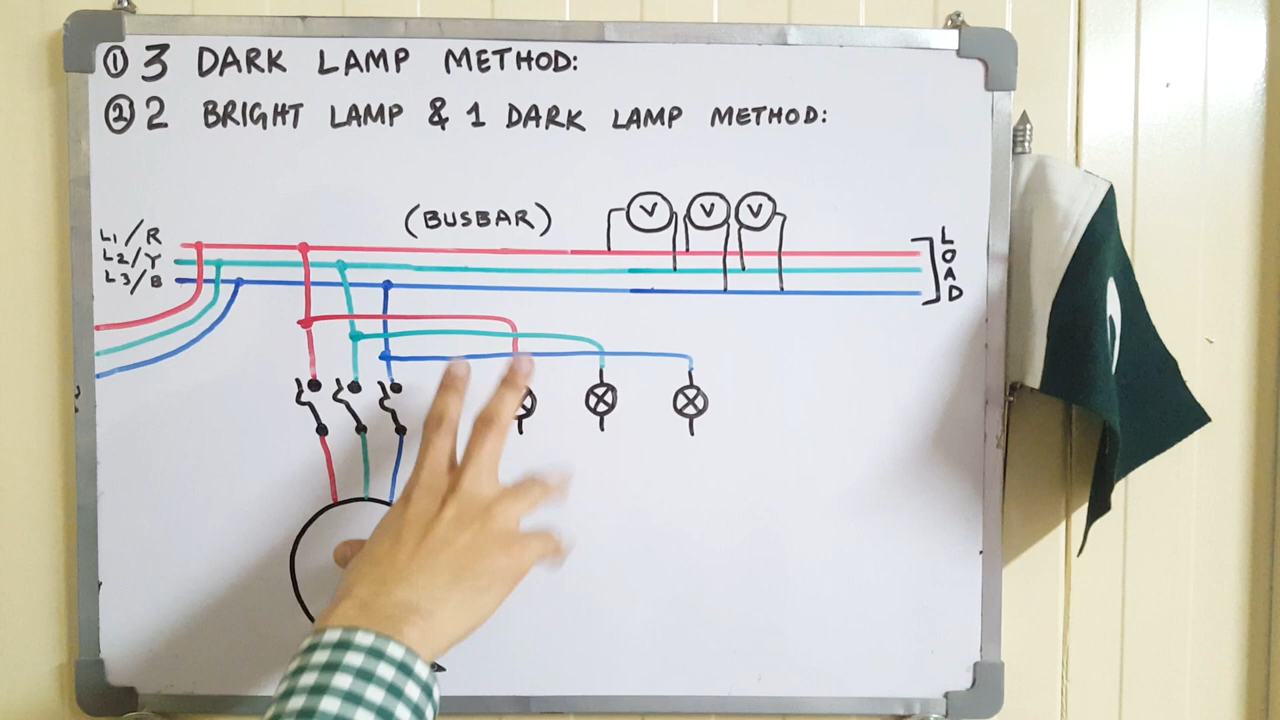 ① 3 DARK LAMP METHOD:
② 2 BRIGHT LAMP & 1 DARK LAMP METHOD:
(BUSBAR)
V V V
L1/R
L2/Y
L3/B
LOAD